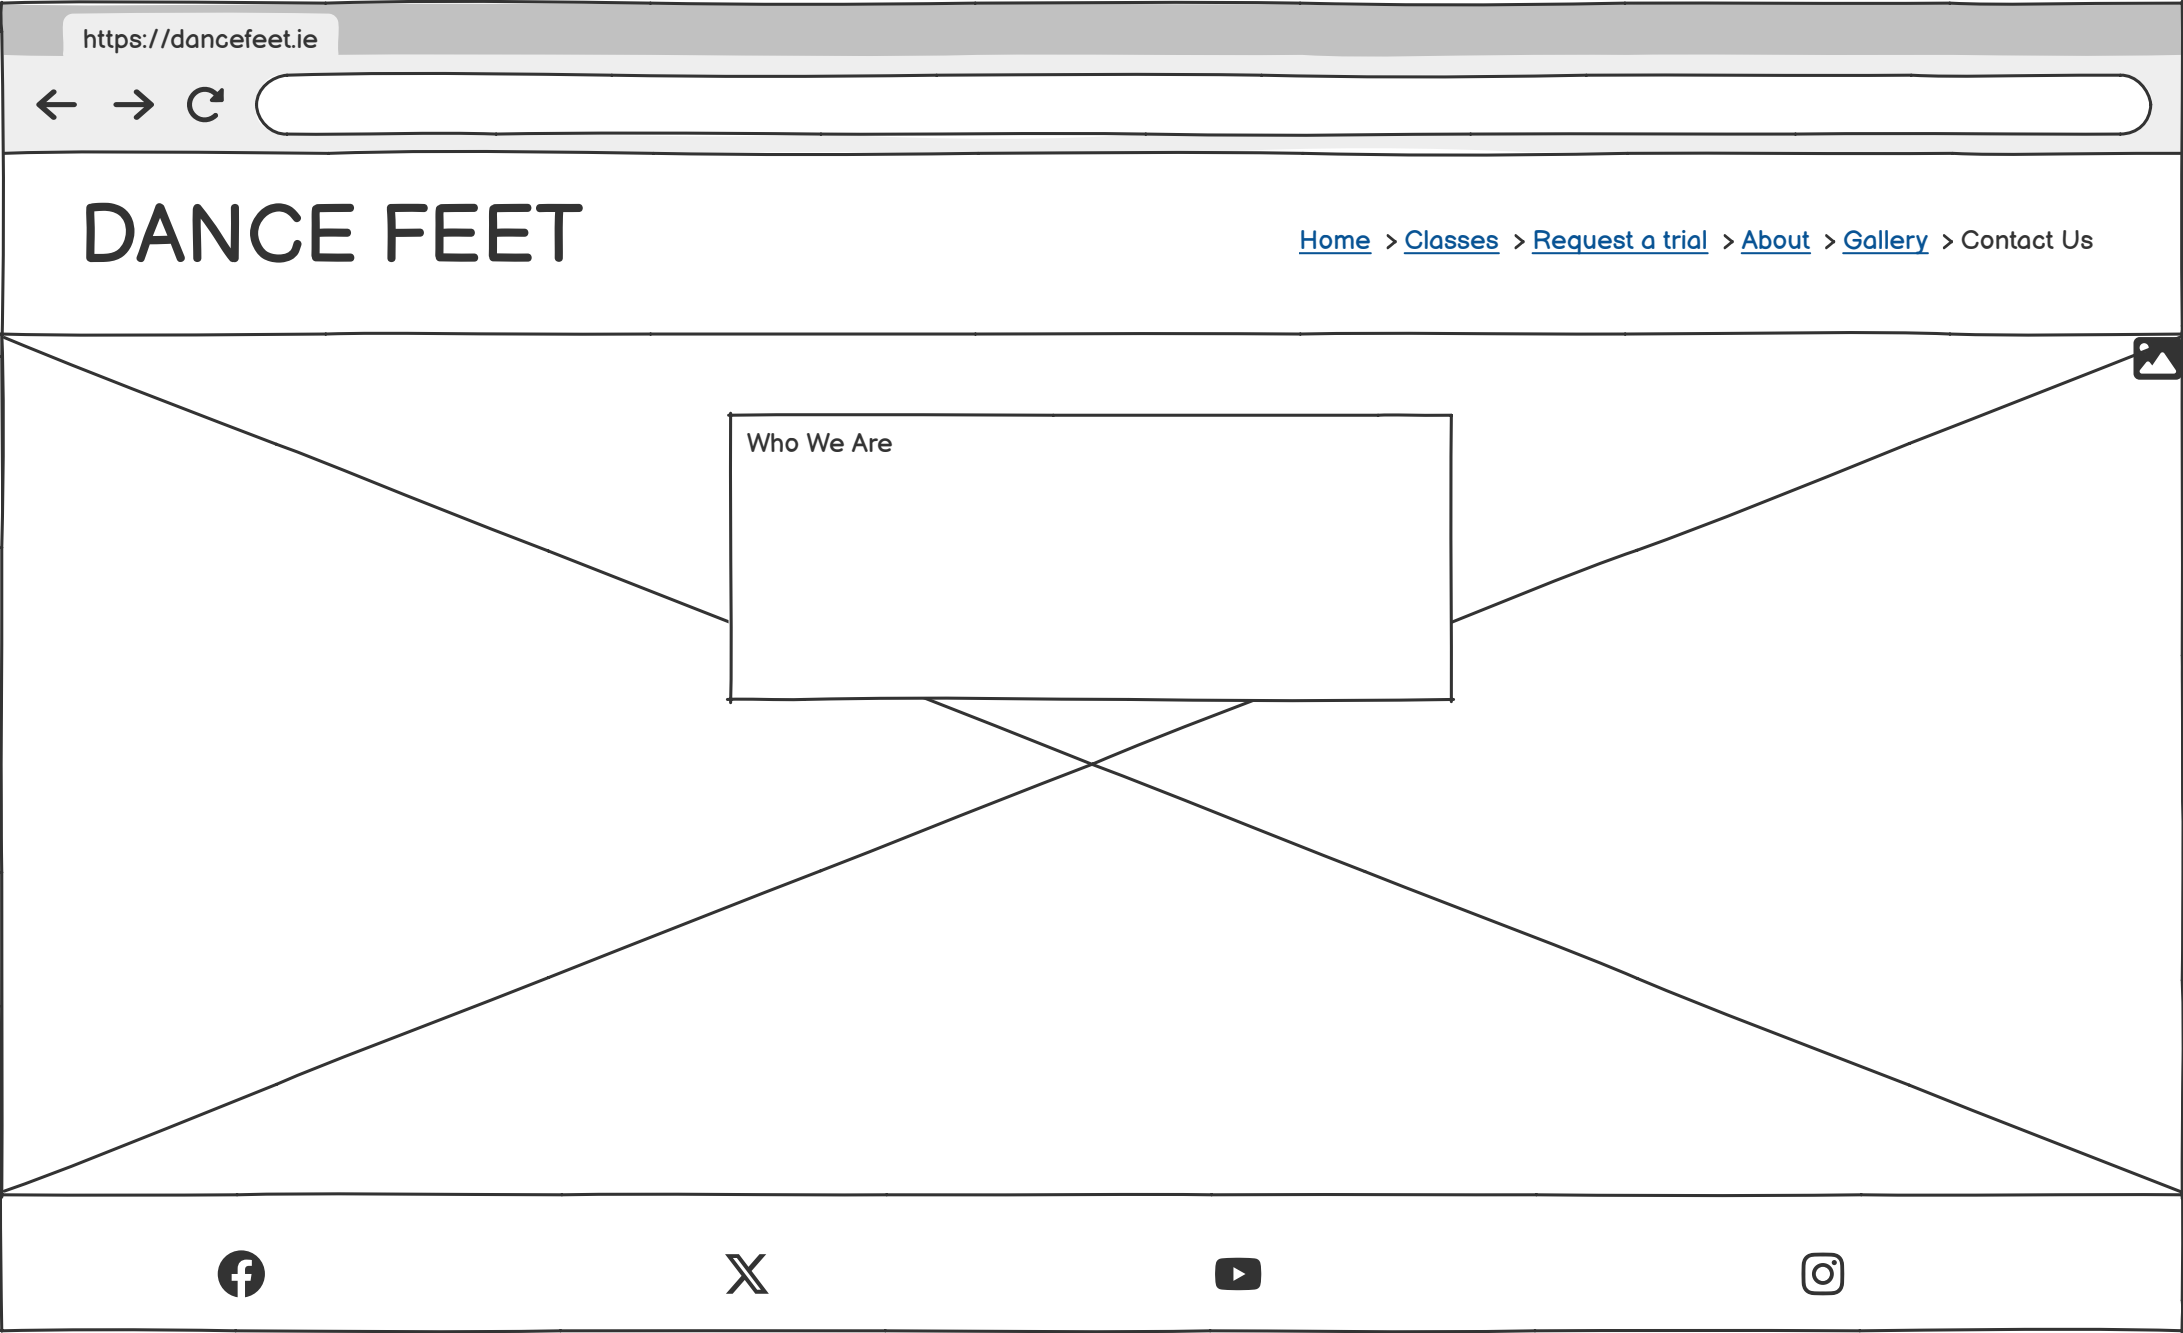 https://dancefeet.ie
DANCE FEET
Home > Classes > Request a trial > About > Gallery > Contact Us
Who We Are